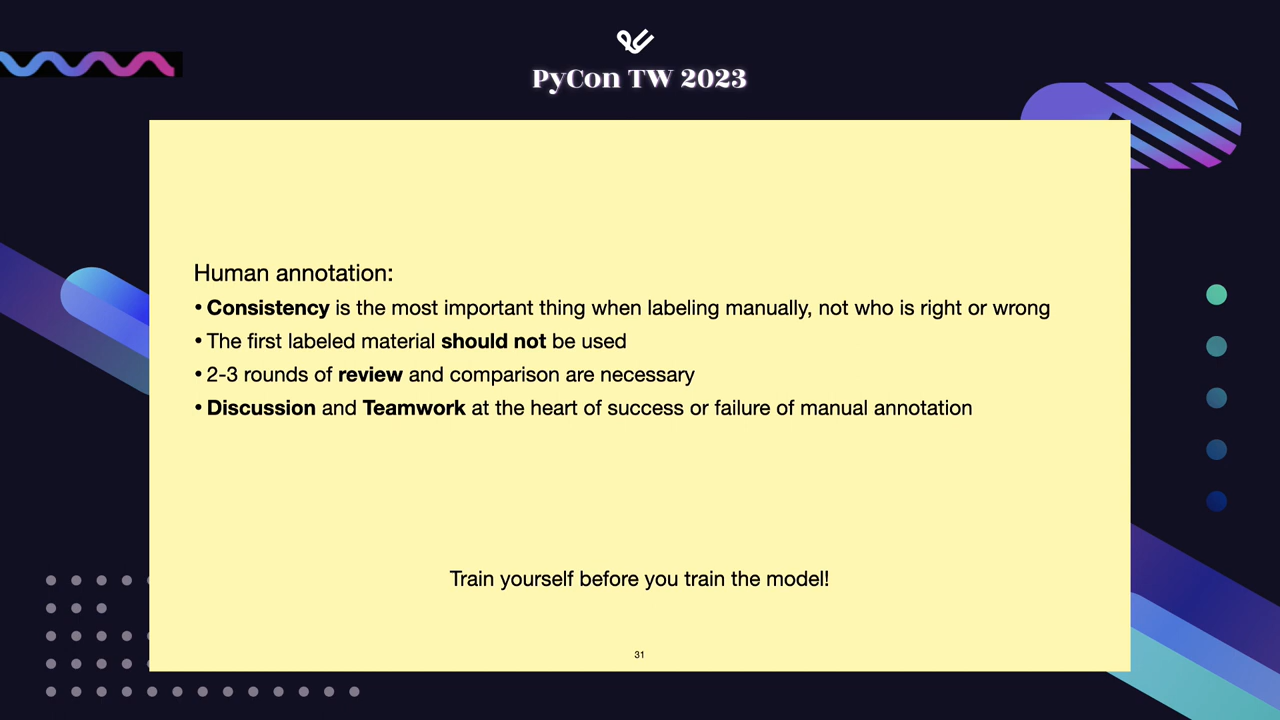 PyCon TW 2023
Human annotation:
• Consistency is the most important thing when labeling manually, not who is right or wrong
• The first labeled material should not be used
• 2-3 rounds of review and comparison are necessary
• Discussion and Teamwork at the heart of success or failure of manual annotation
Train yourself before you train the model!
31